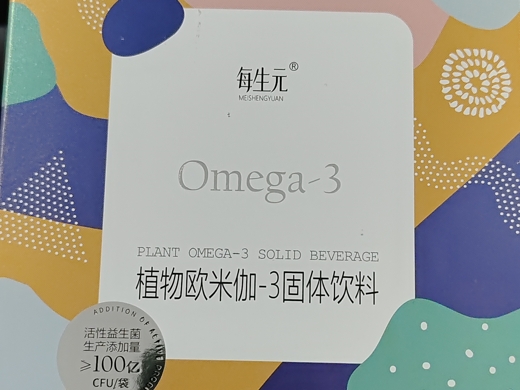 每生元®
MEISHENGYUAN
Omega-3
PLANT OMEGA-3 SOLID BEVERAGE
植物欧米伽-3固体饮料
ADDITION OF
活性益生菌
生产添加量
≥100亿
CFU/袋